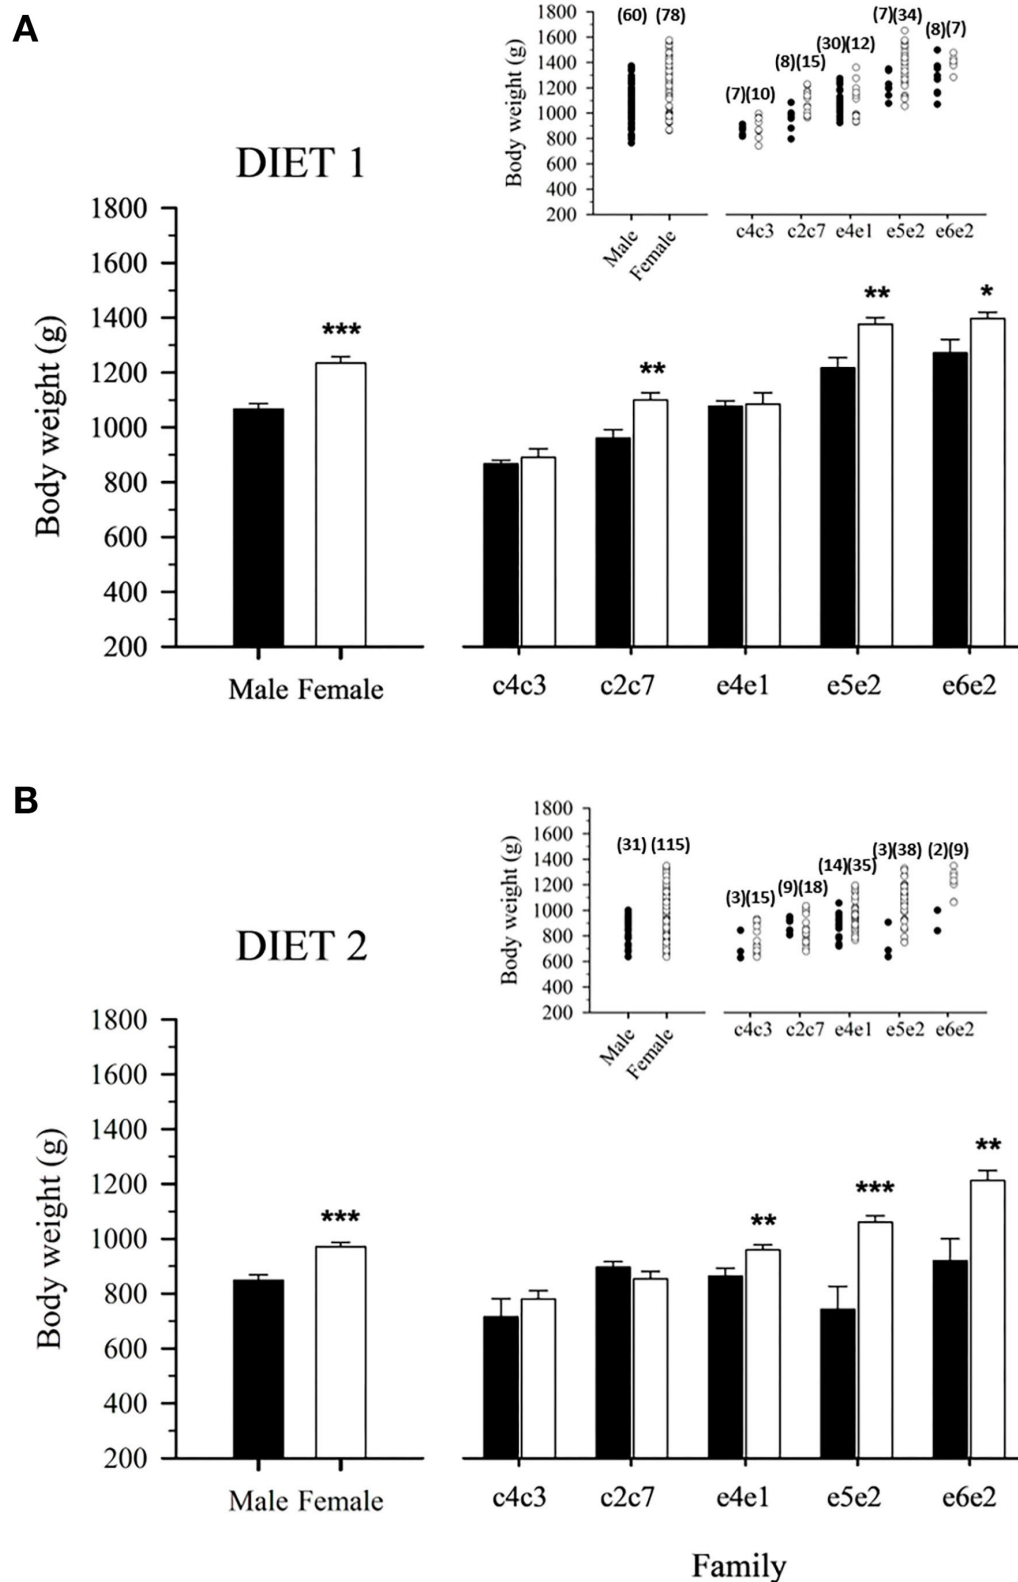 A
DIET 1
Body weight (g)
1800
1600
1400
1200
1000
800
600
400
200
(60) (78)
Male
Female
(7)(10)
(8)(15)
(30)(12)
(7)(34)
(8)(7)
c4c3 c2c7 e4e1 e5e2 e6e2
Body weight (g)
1800
1600
1400
1200
1000
800
600
400
200
***
**
**
*
Male Female
c4c3 c2c7 e4e1 e5e2 e6e2
B
DIET 2
Body weight (g)
1800
1600
1400
1200
1000
800
600
400
200
(31) (115)
Male
Female
(3)(15)
(9)(18)
(14)(35)
(3)(38)
(2)(9)
c4c3 c2c7 e4e1 e5e2 e6e2
Body weight (g)
1800
1600
1400
1200
1000
800
600
400
200
***
**
***
**
Male Female
c4c3 c2c7 e4e1 e5e2 e6e2
Family